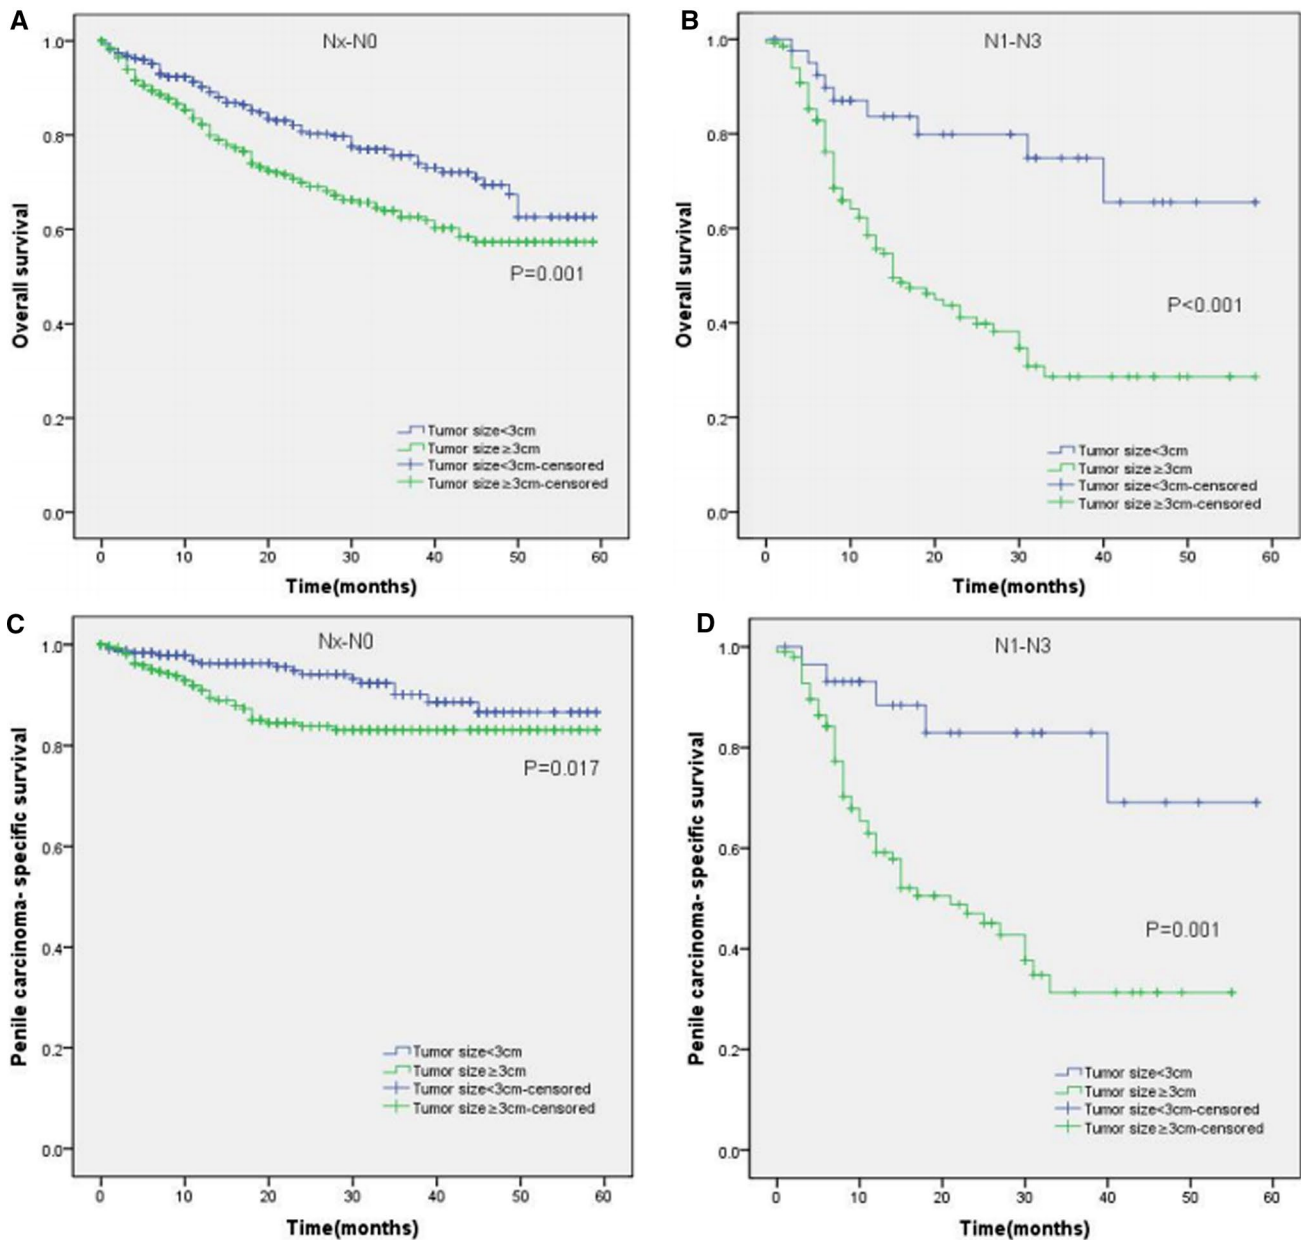 A
Nx-N0
Overall survival
1.0
0.8
0.6
0.4
0.2
0.0
P=0.001
Tumor size<3cm
Tumor size≥3cm
Tumor size<3cm-censored
Tumor size≥3cm-censored
0 10 20 30 40 50 60
Time(months)
B
N1-N3
Overall survival
1.0
0.8
0.6
0.4
0.2
0.0
P<0.001
Tumor size<3cm
Tumor size≥3cm
Tumor size<3cm-censored
Tumor size≥3cm-censored
0 10 20 30 40 50 60
Time(months)
C
Nx-N0
Penile carcinoma- specific survival
1.0
0.8
0.6
0.4
0.2
0.0
P=0.017
Tumor size<3cm
Tumor size≥3cm
Tumor size<3cm-censored
Tumor size≥3cm-censored
0 10 20 30 40 50 60
Time(months)
D
N1-N3
Penile carcinoma- specific survival
1.0
0.8
0.6
0.4
0.2
0.0
P=0.001
Tumor size<3cm
Tumor size≥3cm
Tumor size<3cm-censored
Tumor size≥3cm-censored
0 10 20 30 40 50 60
Time(months)